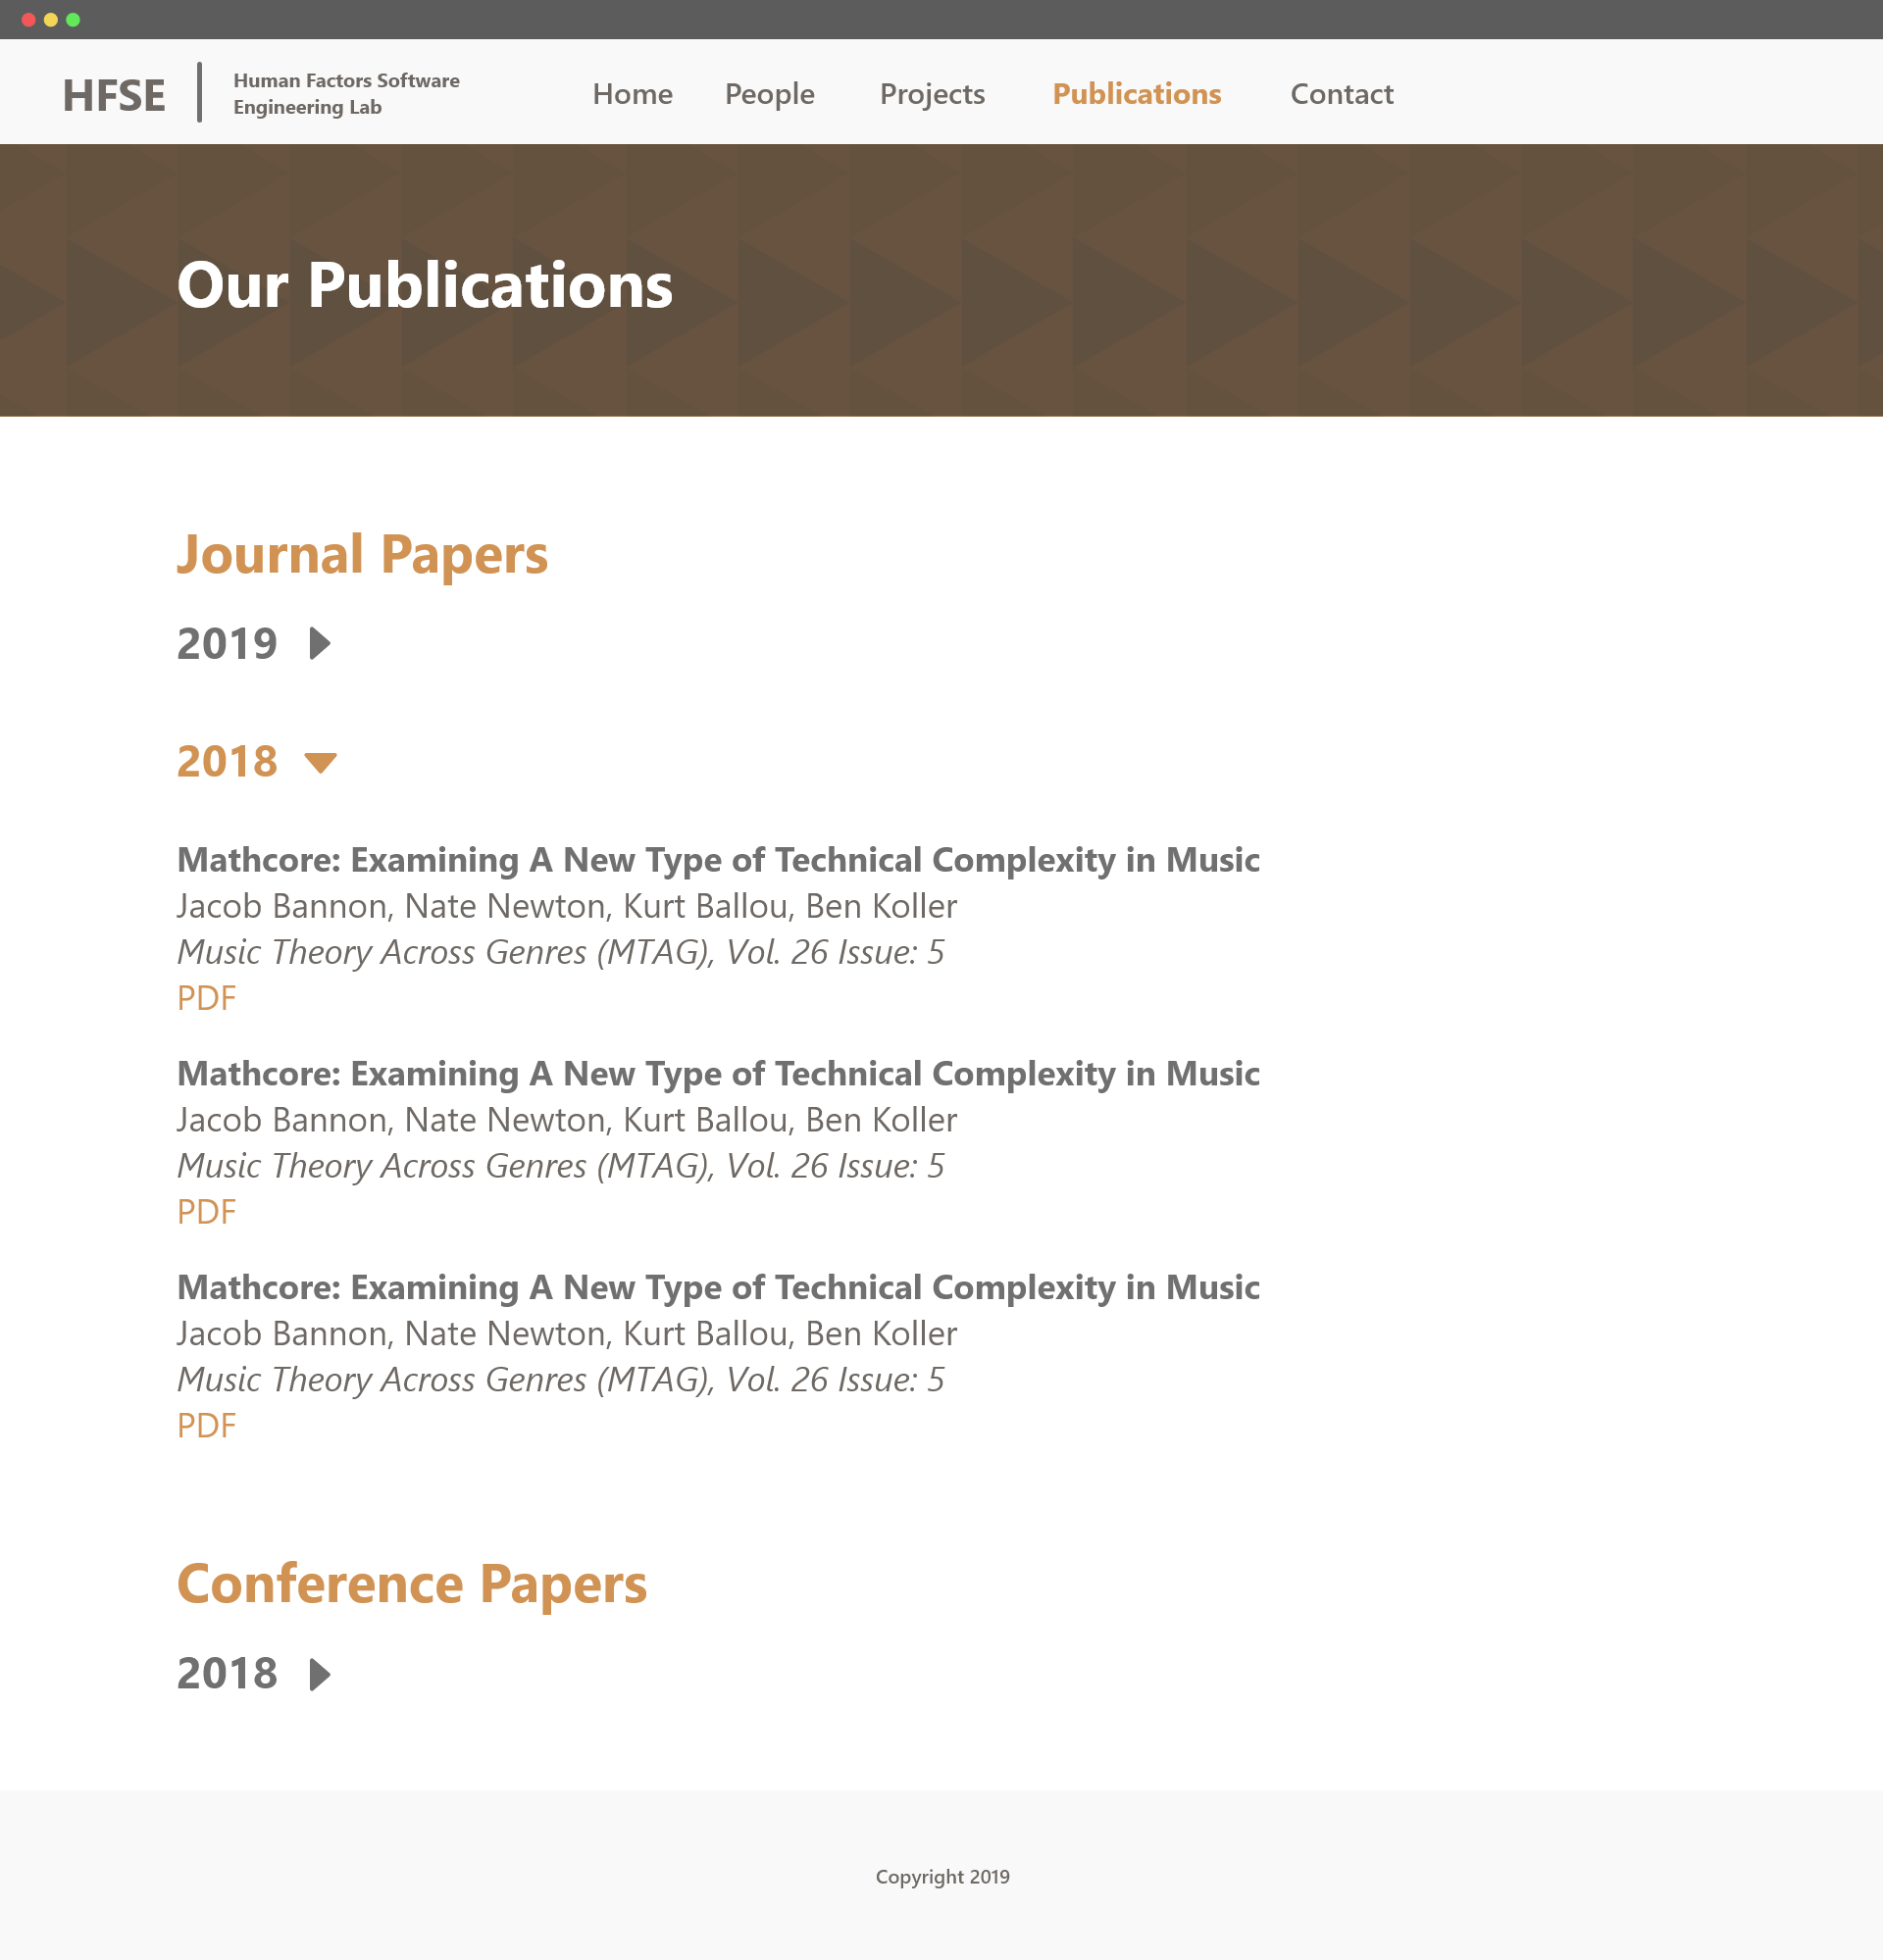 HFSE
Human Factors Software
Engineering Lab
Home People Projects Publications Contact
Our Publications
Journal Papers
2019
2018
Mathcore: Examining A New Type of Technical Complexity in Music
Jacob Bannon, Nate Newton, Kurt Ballou, Ben Koller
Music Theory Across Genres (MTAG), Vol. 26 Issue: 5
PDF
Mathcore: Examining A New Type of Technical Complexity in Music
Jacob Bannon, Nate Newton, Kurt Ballou, Ben Koller
Music Theory Across Genres (MTAG), Vol. 26 Issue: 5
PDF
Mathcore: Examining A New Type of Technical Complexity in Music
Jacob Bannon, Nate Newton, Kurt Ballou, Ben Koller
Music Theory Across Genres (MTAG), Vol. 26 Issue: 5
PDF
Conference Papers
2018
Copyright 2019